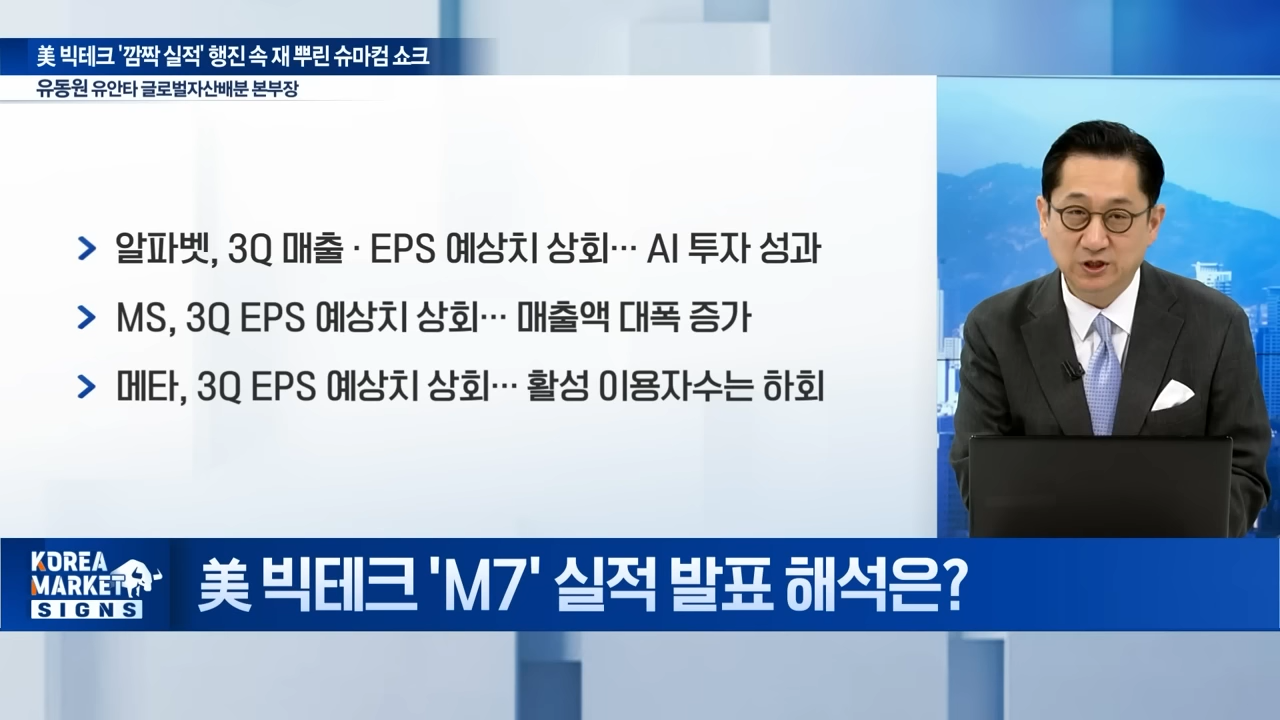 美 빅테크 '깜짝 실적' 행진 속 재 뿌린 슈마컴 쇼크
유동원 유안타 글로벌자산배분 본부장
알파벳, 3Q 매출·EPS 예상치 상회… AI 투자 성과
MS, 3Q EPS 예상치 상회… 매출액 대폭 증가
메타, 3Q EPS 예상치 상회… 활성 이용자수는 하회
KOREA
MARKET
SIGNS
美 빅테크 'M7' 실적 발표 해석은?